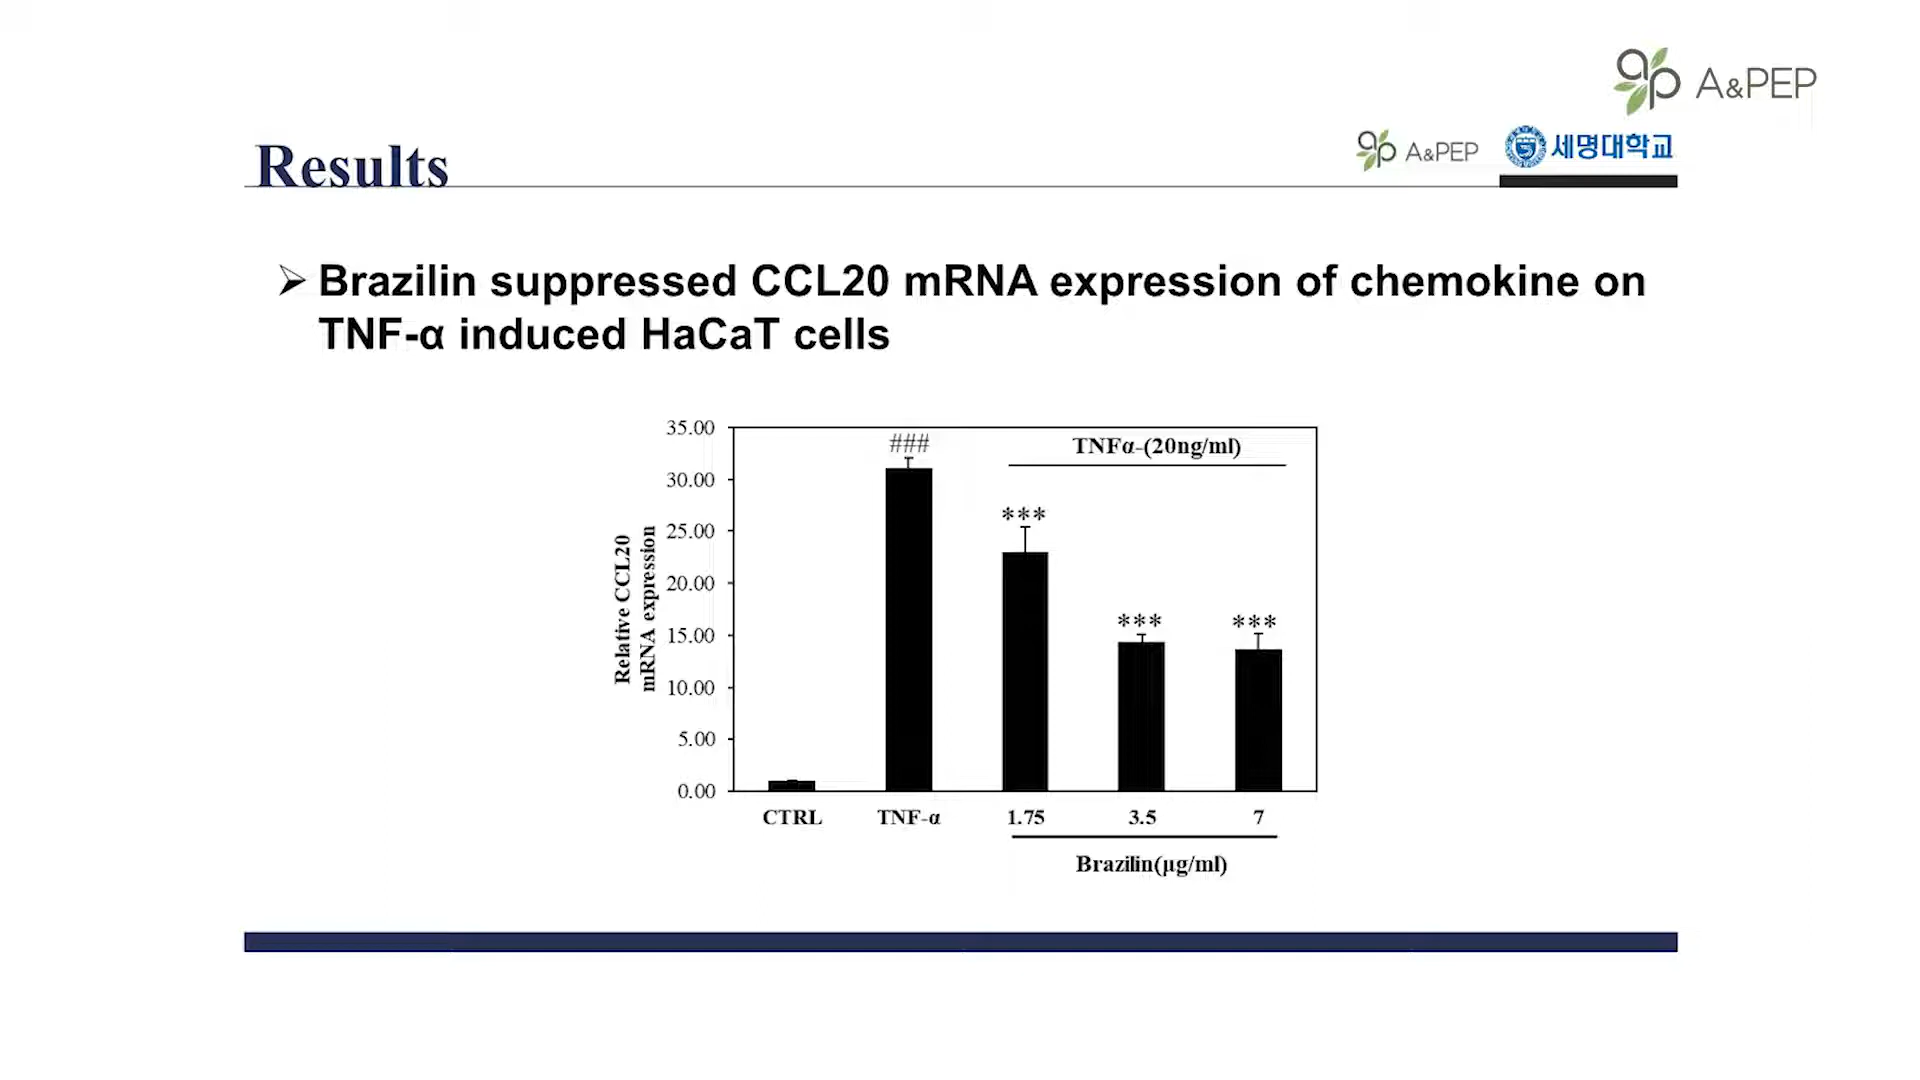 ap A&PEP
Results
ap A&PEP
세명대학교
➢ Brazilin suppressed CCL20 mRNA expression of chemokine on
TNF-α induced HaCaT cells
Relative CCL20
mRNA expression
35.00
30.00
25.00
20.00
15.00
10.00
5.00
0.00
###
TNFα-(20ng/ml)
***
***
***
CTRL TNF-α 1.75 3.5 7
Brazilin(μg/ml)